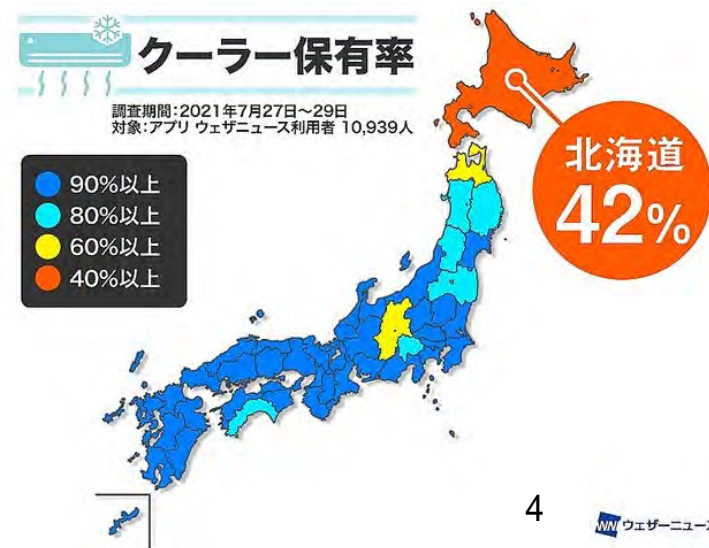 クーラー保有率
調査期間:2021年7月27日〜29日
対象:アプリ ウェザニュース利用者 10,939人
90%以上
80%以上
60%以上
40%以上
北海道
42%
4
WN ウェザーニュース